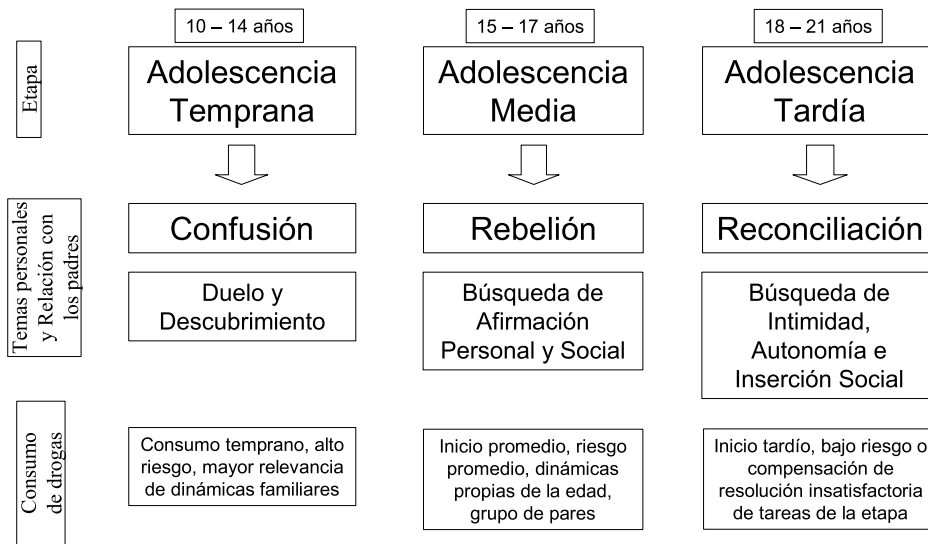 10 – 14 años
15 – 17 años
18 – 21 años
Etapa
Adolescencia
Temprana
Adolescencia
Media
Adolescencia
Tardía
Temas personales
y Relación con
los padres
Confusión
Rebelión
Reconciliación
Duelo y
Descubrimiento
Búsqueda de
Afirmación
Personal y Social
Búsqueda de
Intimidad,
Autonomía e
Inserción Social
Consumo
de drogas
Consumo temprano, alto
riesgo, mayor relevancia
de dinámicas familiares
Inicio promedio, riesgo
promedio, dinámicas
propias de la edad,
grupo de pares
Inicio tardío, bajo riesgo o
compensación de
resolución insatisfactoria
de tareas de la etapa